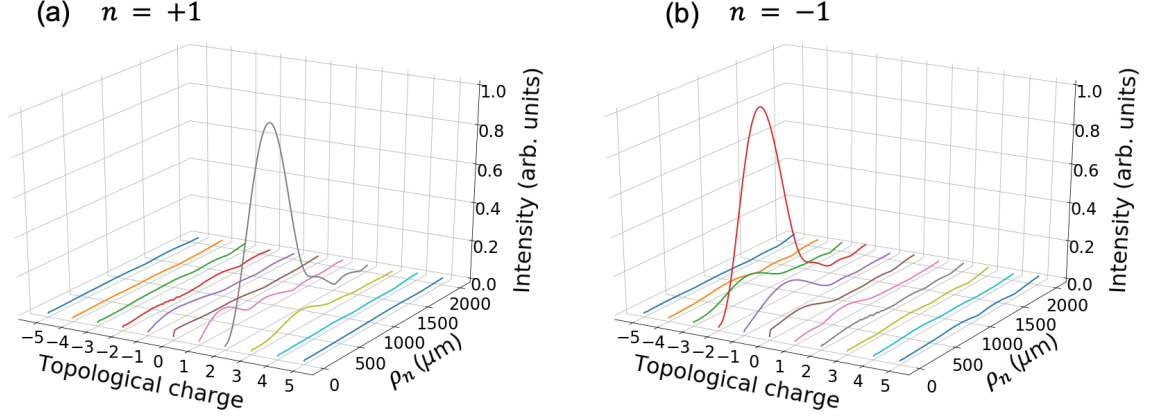 (a) n = +1
1.0
0.8
0.6
0.4
0.2
0.0
Intensity (arb. units)
−5 −4 −3 −2 −1 0 1 2 3 4 5
Topological charge
0 500 1000 1500 2000
ρn (μm)
(b) n = −1
1.0
0.8
0.6
0.4
0.2
0.0
Intensity (arb. units)
−5 −4 −3 −2 −1 0 1 2 3 4 5
Topological charge
0 500 1000 1500 2000
ρn (μm)